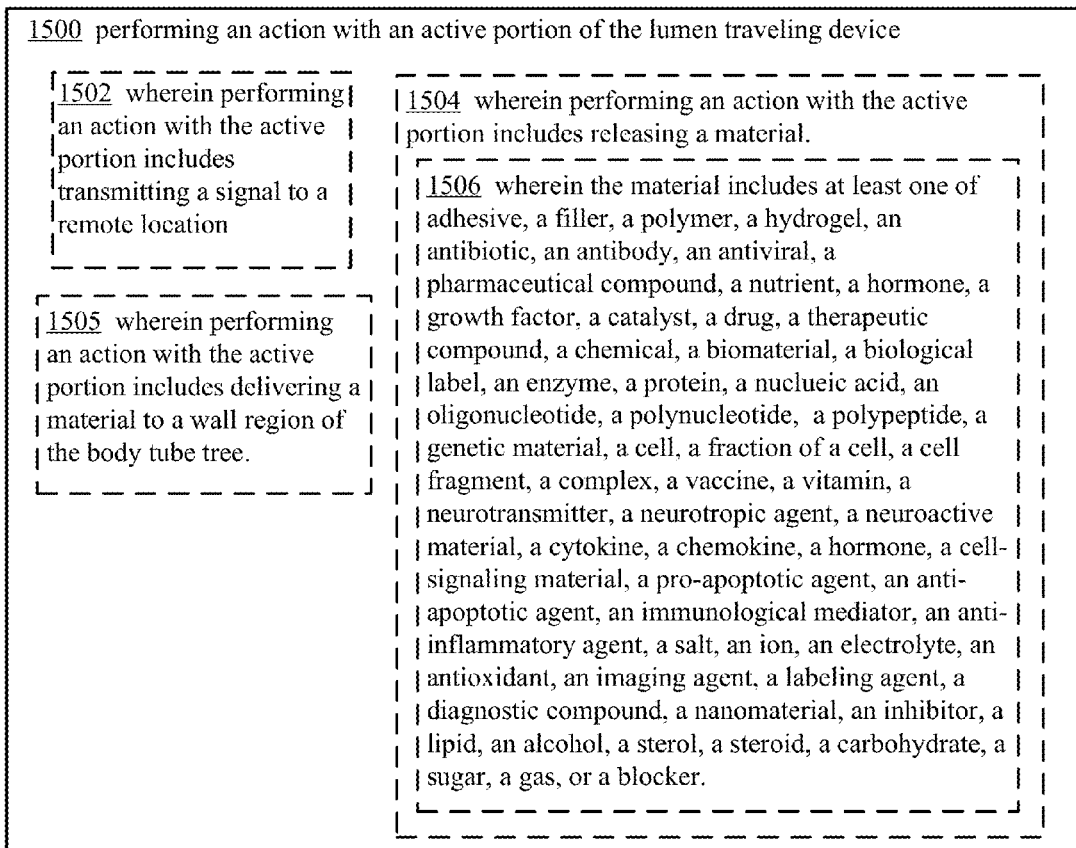 1500 performing an action with an active portion of the lumen traveling device
1502 wherein performing
an action with the active
portion includes
transmitting a signal to a
remote location
1505 wherein performing
an action with the active
portion includes delivering a
material to a wall region of
the body tube tree.
1504 wherein performing an action with the active
portion includes releasing a material.
1506 wherein the material includes at least one of
adhesive, a filler, a polymer, a hydrogel, an
antibiotic, an antibody, an antiviral, a
pharmaceutical compound, a nutrient, a hormone, a
growth factor, a catalyst, a drug, a therapeutic
compound, a chemical, a biomaterial, a biological
label, an enzyme, a protein, a nuclueic acid, an
oligonucleotide, a polynucleotide, a polypeptide, a
genetic material, a cell, a fraction of a cell, a cell
fragment, a complex, a vaccine, a vitamin, a
neurotransmitter, a neurotropic agent, a neuroactive
material, a cytokine, a chemokine, a hormone, a cell-
signaling material, a pro-apoptotic agent, an anti-
apoptotic agent, an immunological mediator, an anti-
inflammatory agent, a salt, an ion, an electrolyte, an
antioxidant, an imaging agent, a labeling agent, a
diagnostic compound, a nanomaterial, an inhibitor, a
lipid, an alcohol, a sterol, a steroid, a carbohydrate, a
sugar, a gas, or a blocker.